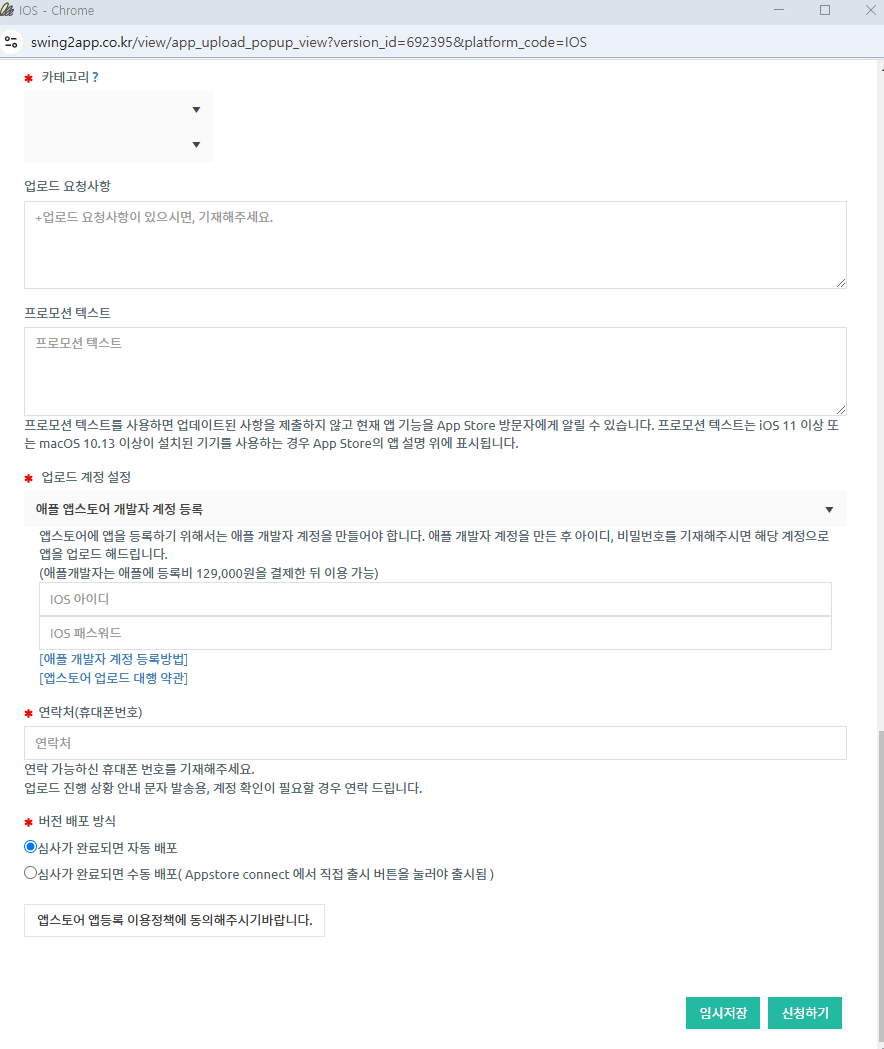 IOS - Chrome
swing2app.co.kr/view/app_upload_popup_view?version_id=692395&platform_code=IOS
✱ 카테고리 ?
▼
▼
업로드 요청사항
+업로드 요청사항이 있으시면, 기재해주세요.
프로모션 텍스트
프로모션 텍스트
프로모션 텍스트를 사용하면 업데이트된 사항을 제출하지 않고 현재 앱 기능을 App Store 방문자에게 알릴 수 있습니다. 프로모션 텍스트는 iOS 11 이상 또
는 macOS 10.13 이상이 설치된 기기를 사용하는 경우 App Store의 앱 설명 위에 표시됩니다.
✱ 업로드 계정 설정
애플 앱스토어 개발자 계정 등록 ▼
앱스토어에 앱을 등록하기 위해서는 애플 개발자 계정을 만들어야 합니다. 애플 개발자 계정을 만든 후 아이디, 비밀번호를 기재해주시면 해당 계정으로
앱을 업로드 해드립니다.
(애플개발자는 애플에 등록비 129,000원을 결제한 뒤 이용 가능)
IOS 아이디
IOS 패스워드
[애플 개발자 계정 등록방법]
[앱스토어 업로드 대행 약관]
✱ 연락처(휴대폰번호)
연락처
연락 가능하신 휴대폰 번호를 기재해주세요.
업로드 진행 상황 안내 문자 발송용, 계정 확인이 필요할 경우 연락 드립니다.
✱ 버전 배포 방식
심사가 완료되면 자동 배포
심사가 완료되면 수동 배포( Appstore connect 에서 직접 출시 버튼을 눌러야 출시됨 )
앱스토어 앱등록 이용정책에 동의해주시기바랍니다.
임시저장 신청하기